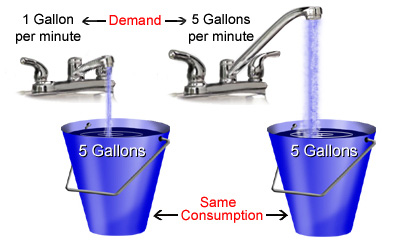 1 Gallon
per minute
Demand
5 Gallons
per minute
5 Gallons
5 Gallons
Same
Consumption